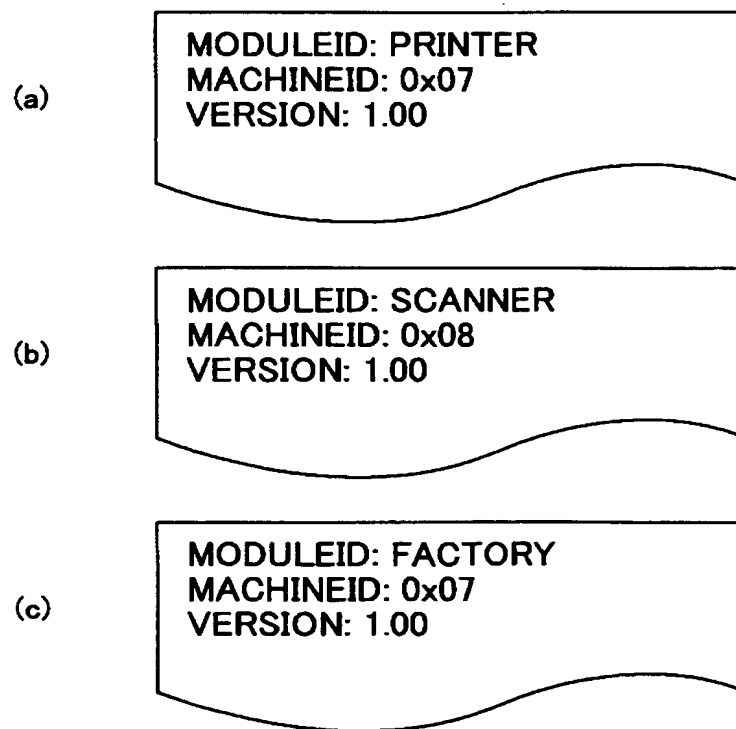 (a)
MODULEID: PRINTER
MACHINEID: 0x07
VERSION: 1.00
(b)
MODULEID: SCANNER
MACHINEID: 0x08
VERSION: 1.00
(c)
MODULEID: FACTORY
MACHINEID: 0x07
VERSION: 1.00